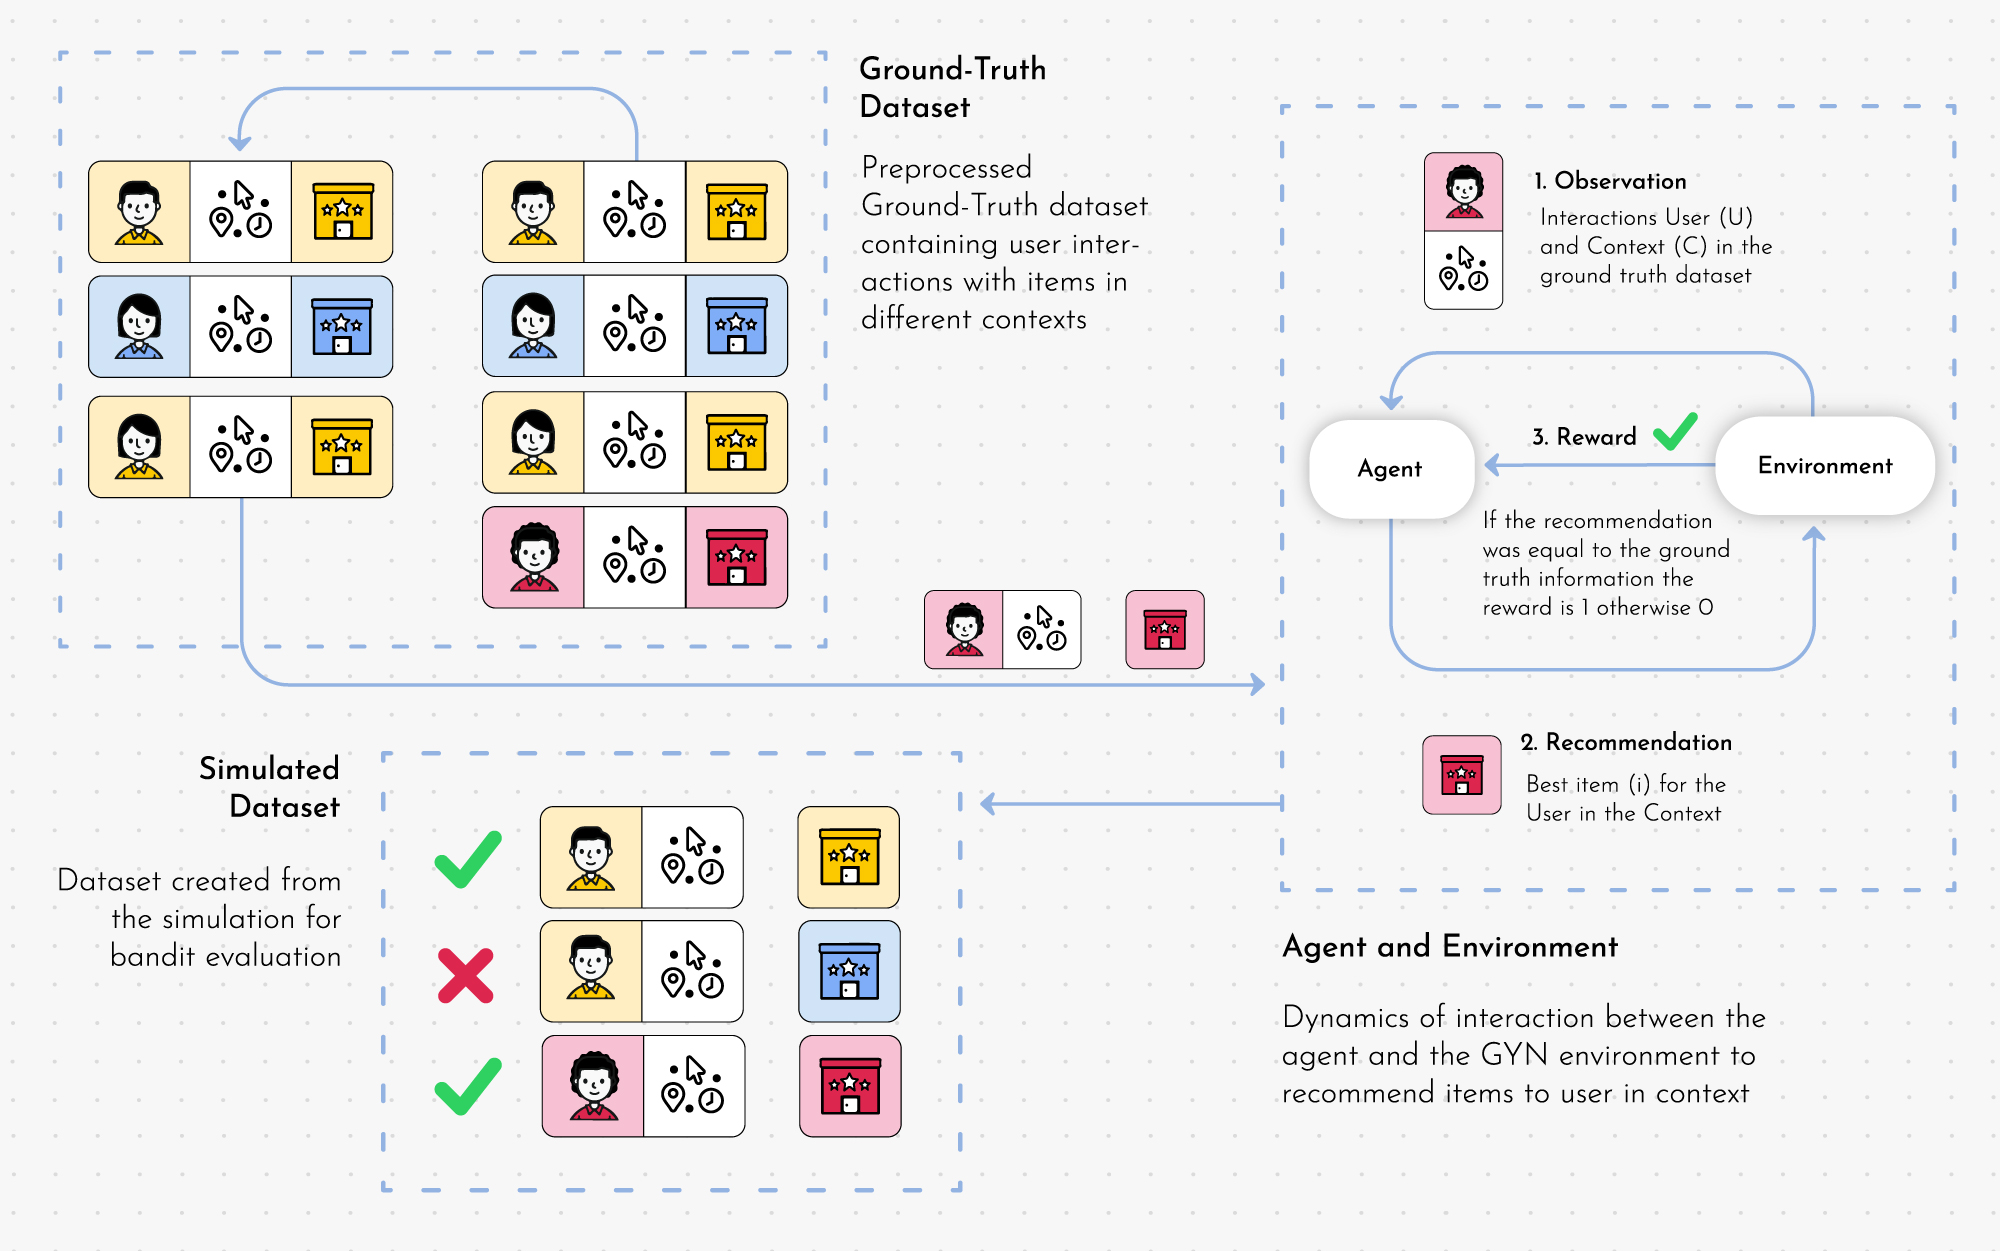 Ground-Truth
Dataset
Preprocessed
Ground-Truth dataset
containing user inter-
actions with items in
different contexts
1. Observation
Interactions User (U)
and Context (C) in the
ground truth dataset
3. Reward
Agent
Environment
If the recommendation
was equal to the ground
truth information the
reward is 1 otherwise 0
2. Recommendation
Best item (i) for the
User in the Context
Simulated
Dataset
Dataset created from
the simulation for
bandit evaluation
Agent and Environment
Dynamics of interaction between the
agent and the GYN environment to
recommend items to user in context